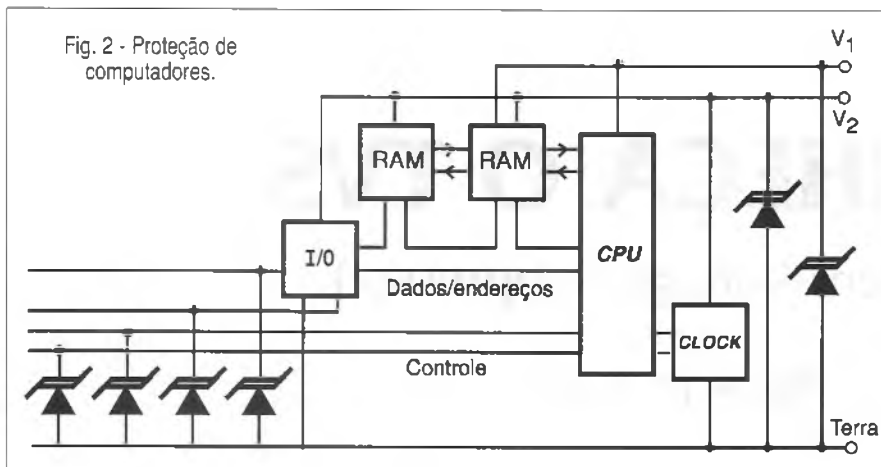 Fig. 2 - Proteção de
computadores.
V1
V2
RAM
RAM
I/0
CPU
Dados/endereços
CLOCK
Controle
Terra